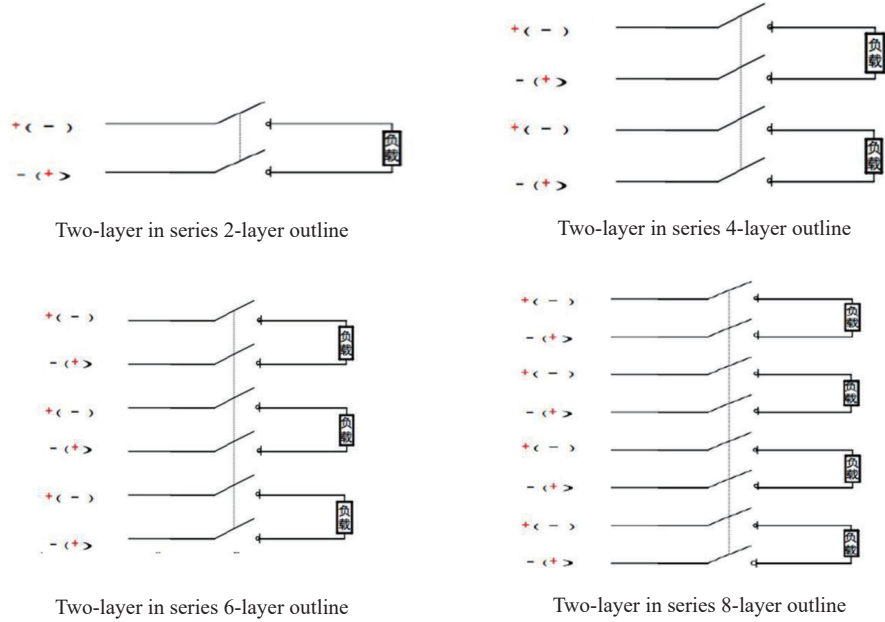 + ( - )
负载
- (+)
Two-layer in series 2-layer outline
+ ( - )
负载
- (+)
+ ( - )
负载
- (+)
Two-layer in series 4-layer outline
+ ( - )
负载
- (+)
+ ( - )
负载
- (+)
+ ( - )
负载
- (+)
Two-layer in series 6-layer outline
+ ( - )
负载
- (+)
+ ( - )
负载
- (+)
+ ( - )
负载
- (+)
+ ( - )
负载
- (+)
Two-layer in series 8-layer outline